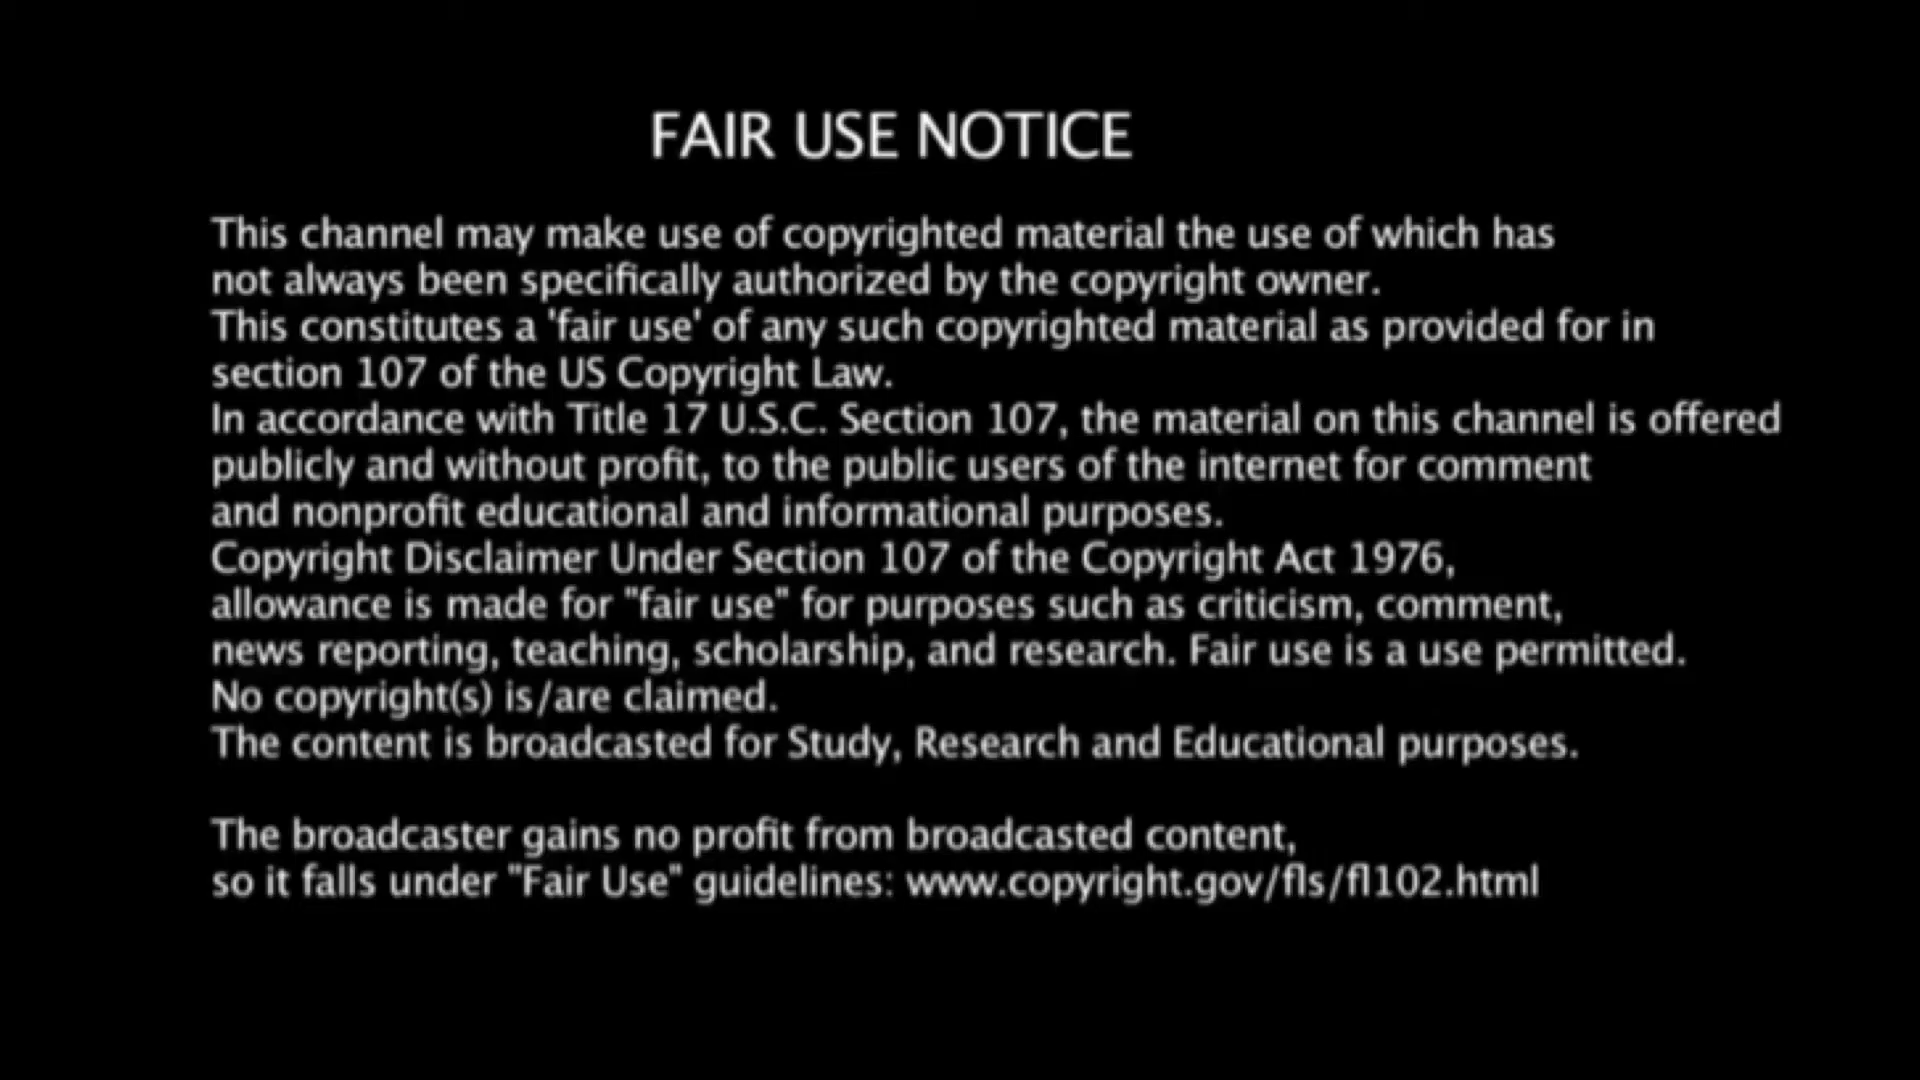 FAIR USE NOTICE
This channel may make use of copyrighted material the use of which has
not always been specifically authorized by the copyright owner.
This constitutes a 'fair use' of any such copyrighted material as provided for in
section 107 of the US Copyright Law.
In accordance with Title 17 U.S.C. Section 107, the material on this channel is offered
publicly and without profit, to the public users of the internet for comment
and nonprofit educational and informational purposes.
Copyright Disclaimer Under Section 107 of the Copyright Act 1976,
allowance is made for "fair use" for purposes such as criticism, comment,
news reporting, teaching, scholarship, and research. Fair use is a use permitted.
No copyright(s) is/are claimed.
The content is broadcasted for Study, Research and Educational purposes.
The broadcaster gains no profit from broadcasted content,
so it falls under "Fair Use" guidelines: www.copyright.gov/fls/fl102.html